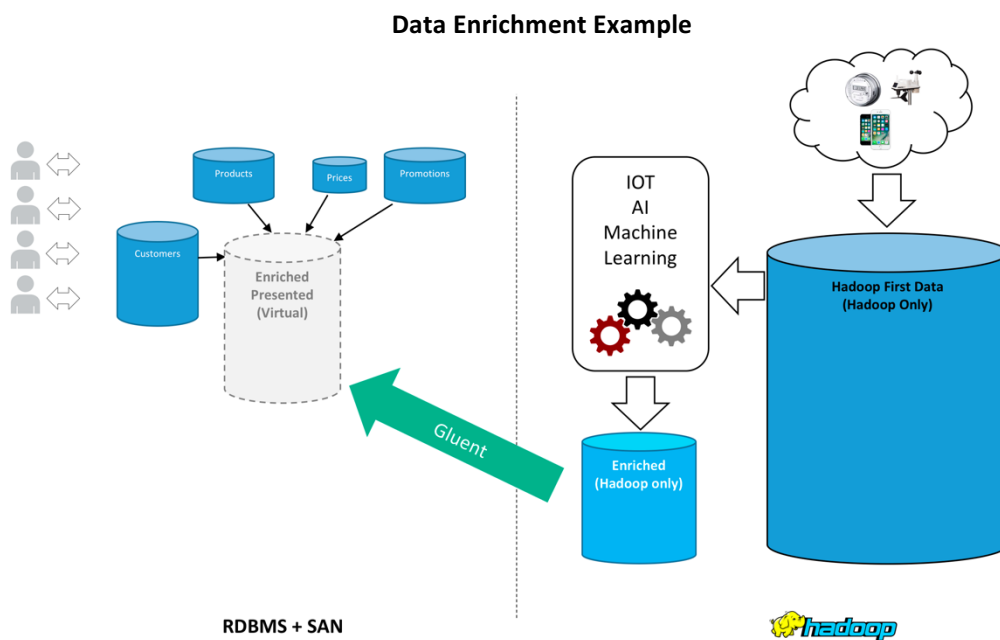 Data Enrichment Example
Products
Prices
Promotions
Customers
Enriched
Presented
(Virtual)
IOT
AI
Machine
Learning
Hadoop First Data
(Hadoop Only)
Gluent
Enriched
(Hadoop only)
RDBMS + SAN
hadoop